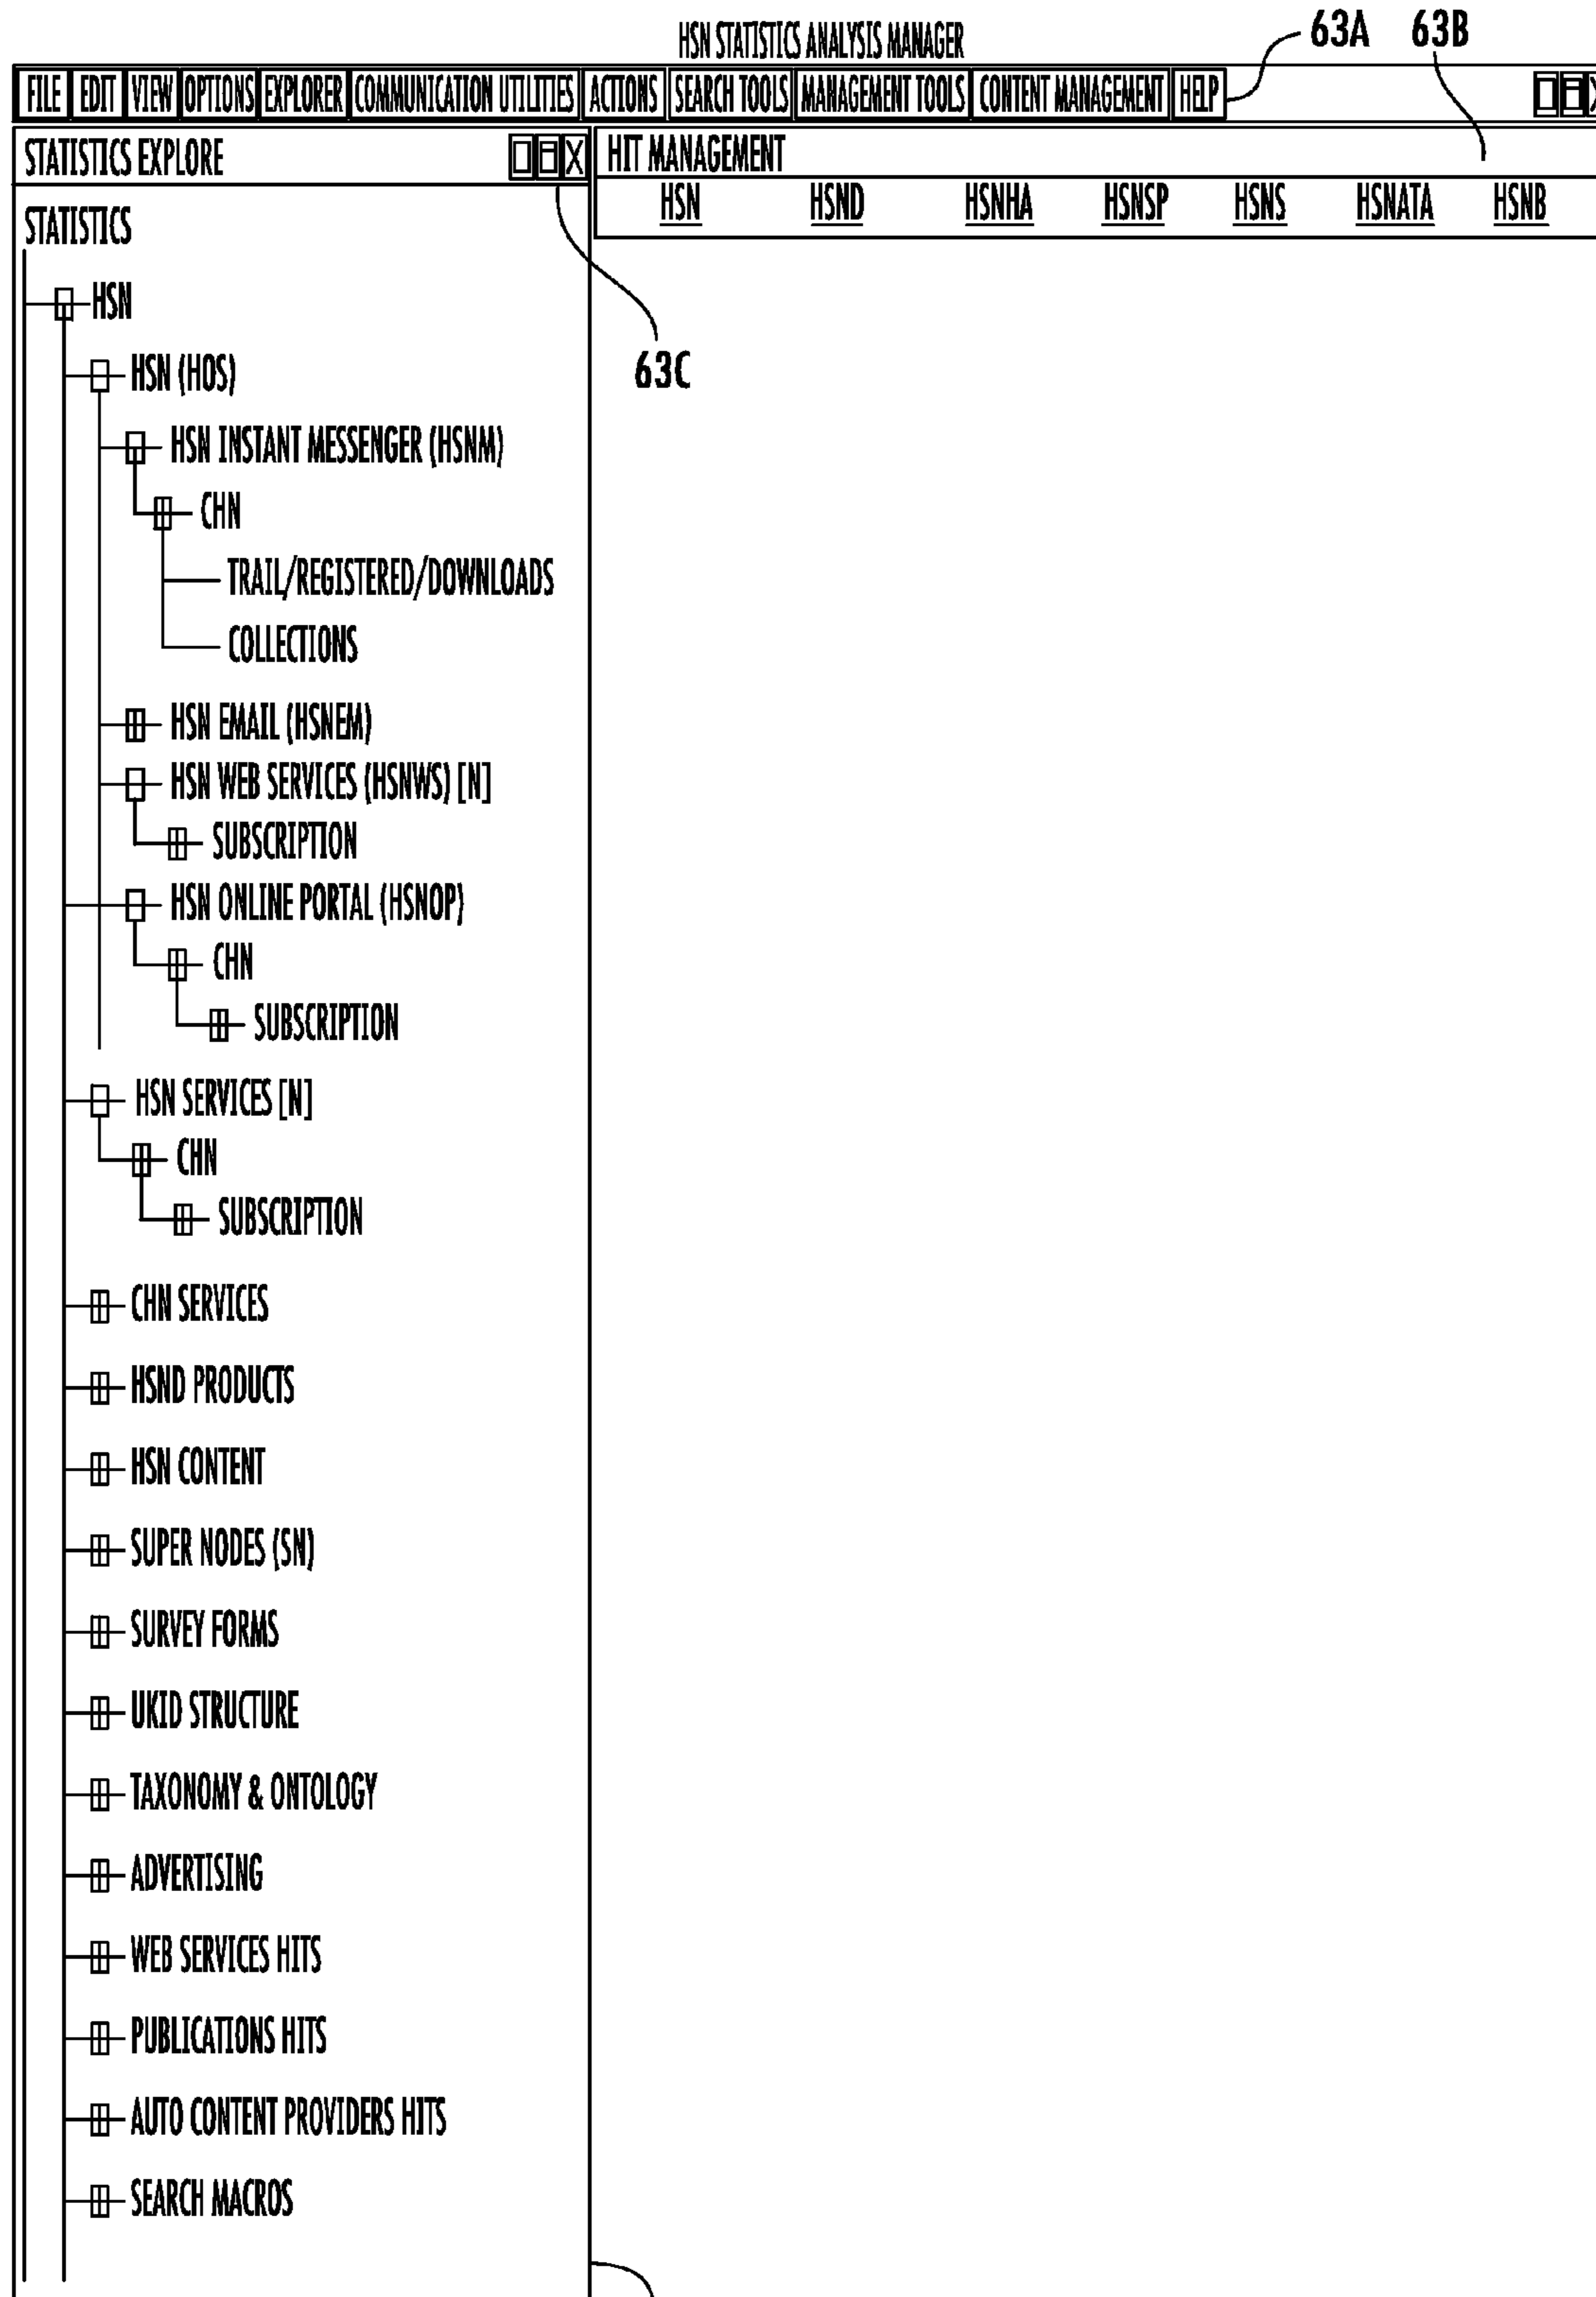 HSN STATISTICS ANALYSIS MANAGER
63A 63B
FILE EDIT VIEW OPTIONS EXPLORER COMMUNICATION UTILITIES ACTIONS SEARCH TOOLS MANAGEMENT TOOLS CONTENT MANAGEMENT HELP
STATISTICS EXPLORE X
HIT MANAGEMENT
HSN HSND HSNHA HSNSP HSNS HSNATA HSNB
63C
STATISTICS
HSN
HSN (HOS)
HSN INSTANT MESSENGER (HSNM)
CHN
TRAIL/REGISTERED/DOWNLOADS
COLLECTIONS
HSN EMAIL (HSNEM)
HSN WEB SERVICES (HSNWS) [N]
SUBSCRIPTION
HSN ONLINE PORTAL (HSNOP)
CHN
SUBSCRIPTION
HSN SERVICES [N]
CHN
SUBSCRIPTION
CHN SERVICES
HSND PRODUCTS
HSN CONTENT
SUPER NODES (SN)
SURVEY FORMS
UKID STRUCTURE
TAXONOMY & ONTOLOGY
ADVERTISING
WEB SERVICES HITS
PUBLICATIONS HITS
AUTO CONTENT PROVIDERS HITS
SEARCH MACROS